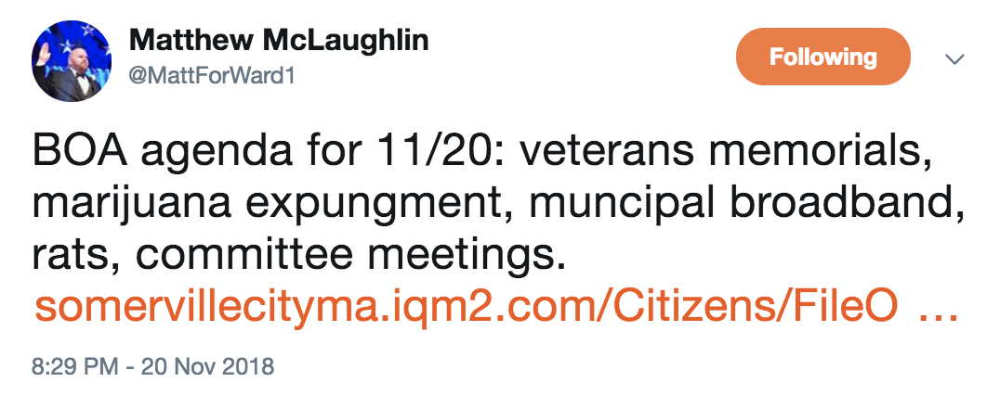 Matthew McLaughlin
@MattForWard1
Following
BOA agenda for 11/20: veterans memorials,
marijuana expungment, muncipal broadband,
rats, committee meetings.
somervillecityma.iqm2.com/Citizens/FileO ...
8:29 PM - 20 Nov 2018